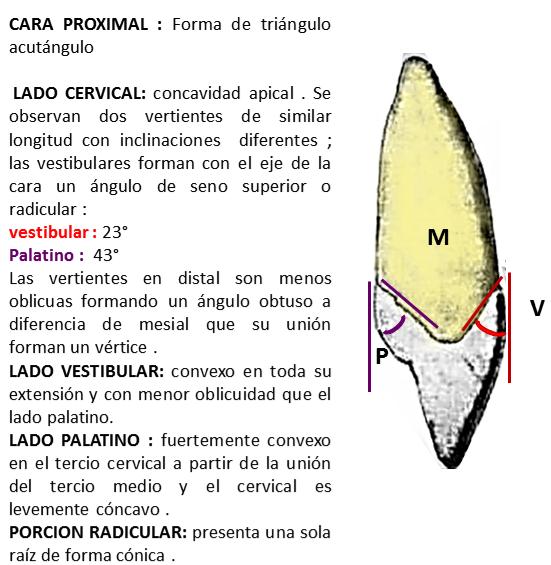 CARA PROXIMAL : Forma de triángulo
acutángulo
LADO CERVICAL: concavidad apical . Se
observan dos vertientes de similar
longitud con inclinaciones diferentes ;
las vestibulares forman con el eje de la
cara un ángulo de seno superior o
radicular :
vestibular : 23°
Palatino : 43°
Las vertientes en distal son menos
oblicuas formando un ángulo obtuso a
diferencia de mesial que su unión
forman un vértice .
LADO VESTIBULAR: convexo en toda su
extensión y con menor oblicuidad que el
lado palatino.
LADO PALATINO : fuertemente convexo
en el tercio cervical a partir de la unión
del tercio medio y el cervical es
levemente cóncavo .
PORCION RADICULAR: presenta una sola
raíz de forma cónica .
M
V
P